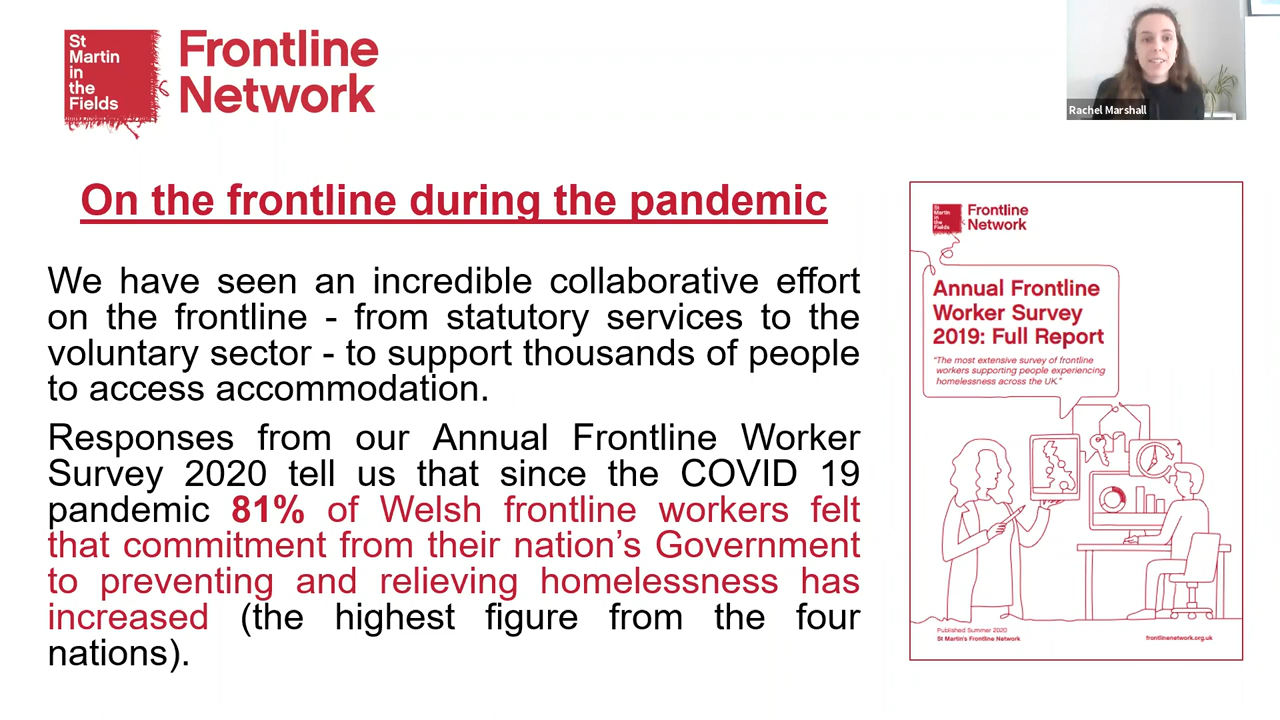 St
Martin
in
the
Fields
Frontline
Network
Rachel Marshall
On the frontline during the pandemic
We have seen an incredible collaborative effort
on the frontline - from statutory services to the
voluntary sector - to support thousands of people
to access accommodation.
Responses from our Annual Frontline Worker
Survey 2020 tell us that since the COVID 19
pandemic 81% of Welsh frontline workers felt
that commitment from their nation’s Government
to preventing and relieving homelessness has
increased (the highest figure from the four
nations).
St
Martin
in
the
Fields
Frontline
Network
Annual Frontline
Worker Survey
2019: Full Report
“The most extensive survey of frontline
workers supporting people experiencing
homelessness across the UK.”
Published Summer 2020
St Martin's Frontline Network
frontlinenetwork.org.uk